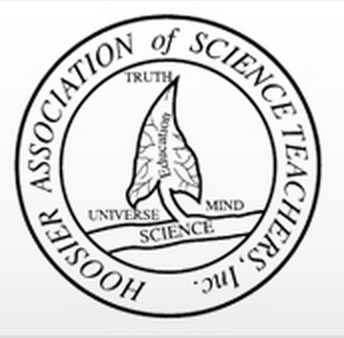 HOOSIER ASSOCIATION of SCIENCE TEACHERS, Inc.
TRUTH
Education
UNIVERSE
MIND
SCIENCE